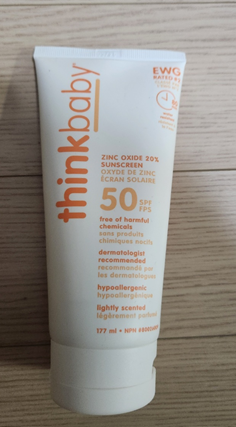 thinkbaby
EWG
ZINC OXIDE 20%
SUNSCREEN
OXYDE DE ZINC
ÉCRAN SOLAIRE
50 SPF
FPS
free of harmful
chemicals
sans produits
chimiques nocifs
dermatologist
recommended
recommandé par
les dermatologues
hypoallergenic
hypoallergénique
lightly scented
légèrement parfumé
177 ml • NPN